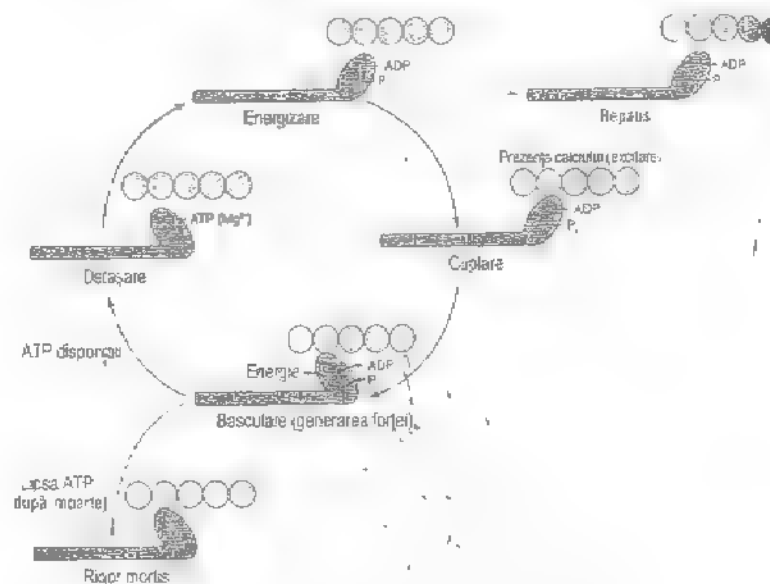 ADP
P
Energizare
ADP
P
Repaus
Prezența calciului (excitare)
ATP (Mg²⁺)
ADP
Pi
Detașare
Cuplare
ATP disponibil
Energie
ADP
P
Basculare (generarea forței)
Lipsa ATP
după moarte)
Rigor mortis